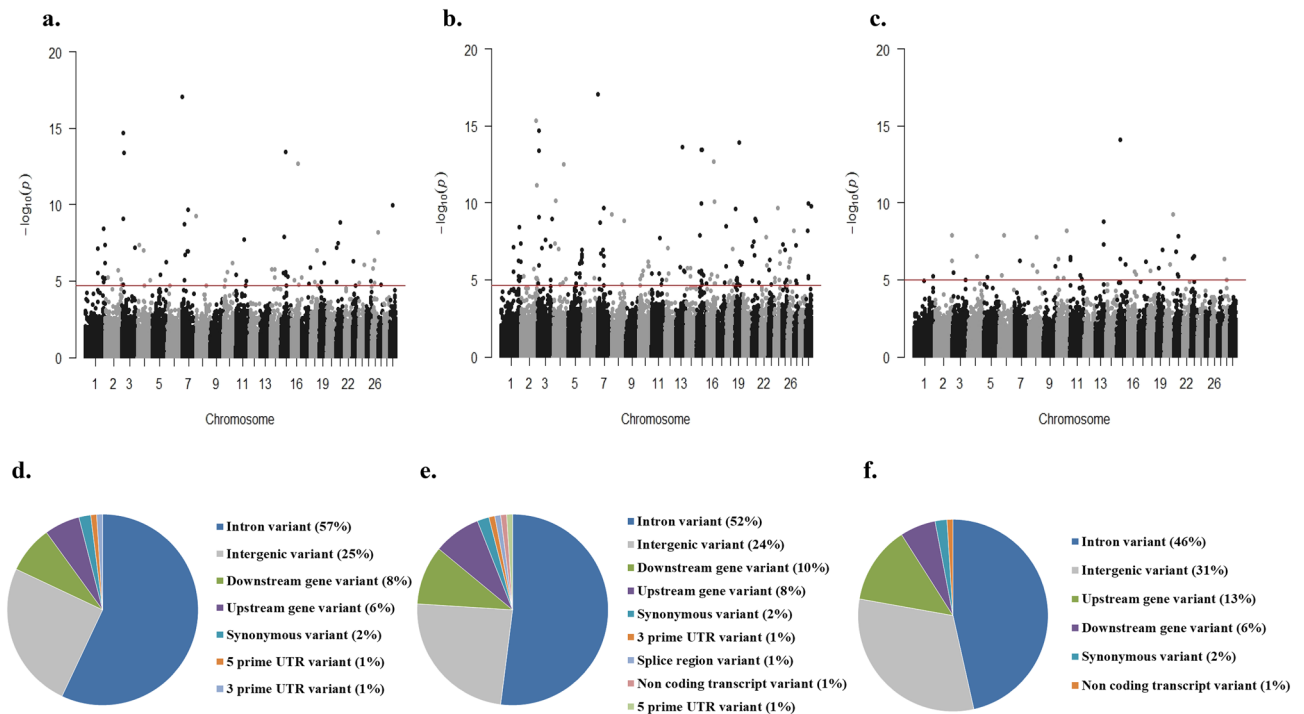 a.
20
15
10
5
0
−log10(p)
1 2 3 5 7 9 11 13 16 19 22 26
Chromosome
b.
20
15
10
5
0
−log10(p)
1 2 3 5 7 9 11 13 16 19 22 26
Chromosome
c.
20
15
10
5
0
−log10(p)
1 2 3 5 7 9 11 13 16 19 22 26
Chromosome
d.
Intron variant (57%)
Intergenic variant (25%)
Downstream gene variant (8%)
Upstream gene variant (6%)
Synonymous variant (2%)
5 prime UTR variant (1%)
3 prime UTR variant (1%)
e.
Intron variant (52%)
Intergenic variant (24%)
Downstream gene variant (10%)
Upstream gene variant (8%)
Synonymous variant (2%)
3 prime UTR variant (1%)
Splice region variant (1%)
Non coding transcript variant (1%)
5 prime UTR variant (1%)
f.
Intron variant (46%)
Intergenic variant (31%)
Upstream gene variant (13%)
Downstream gene variant (6%)
Synonymous variant (2%)
Non coding transcript variant (1%)